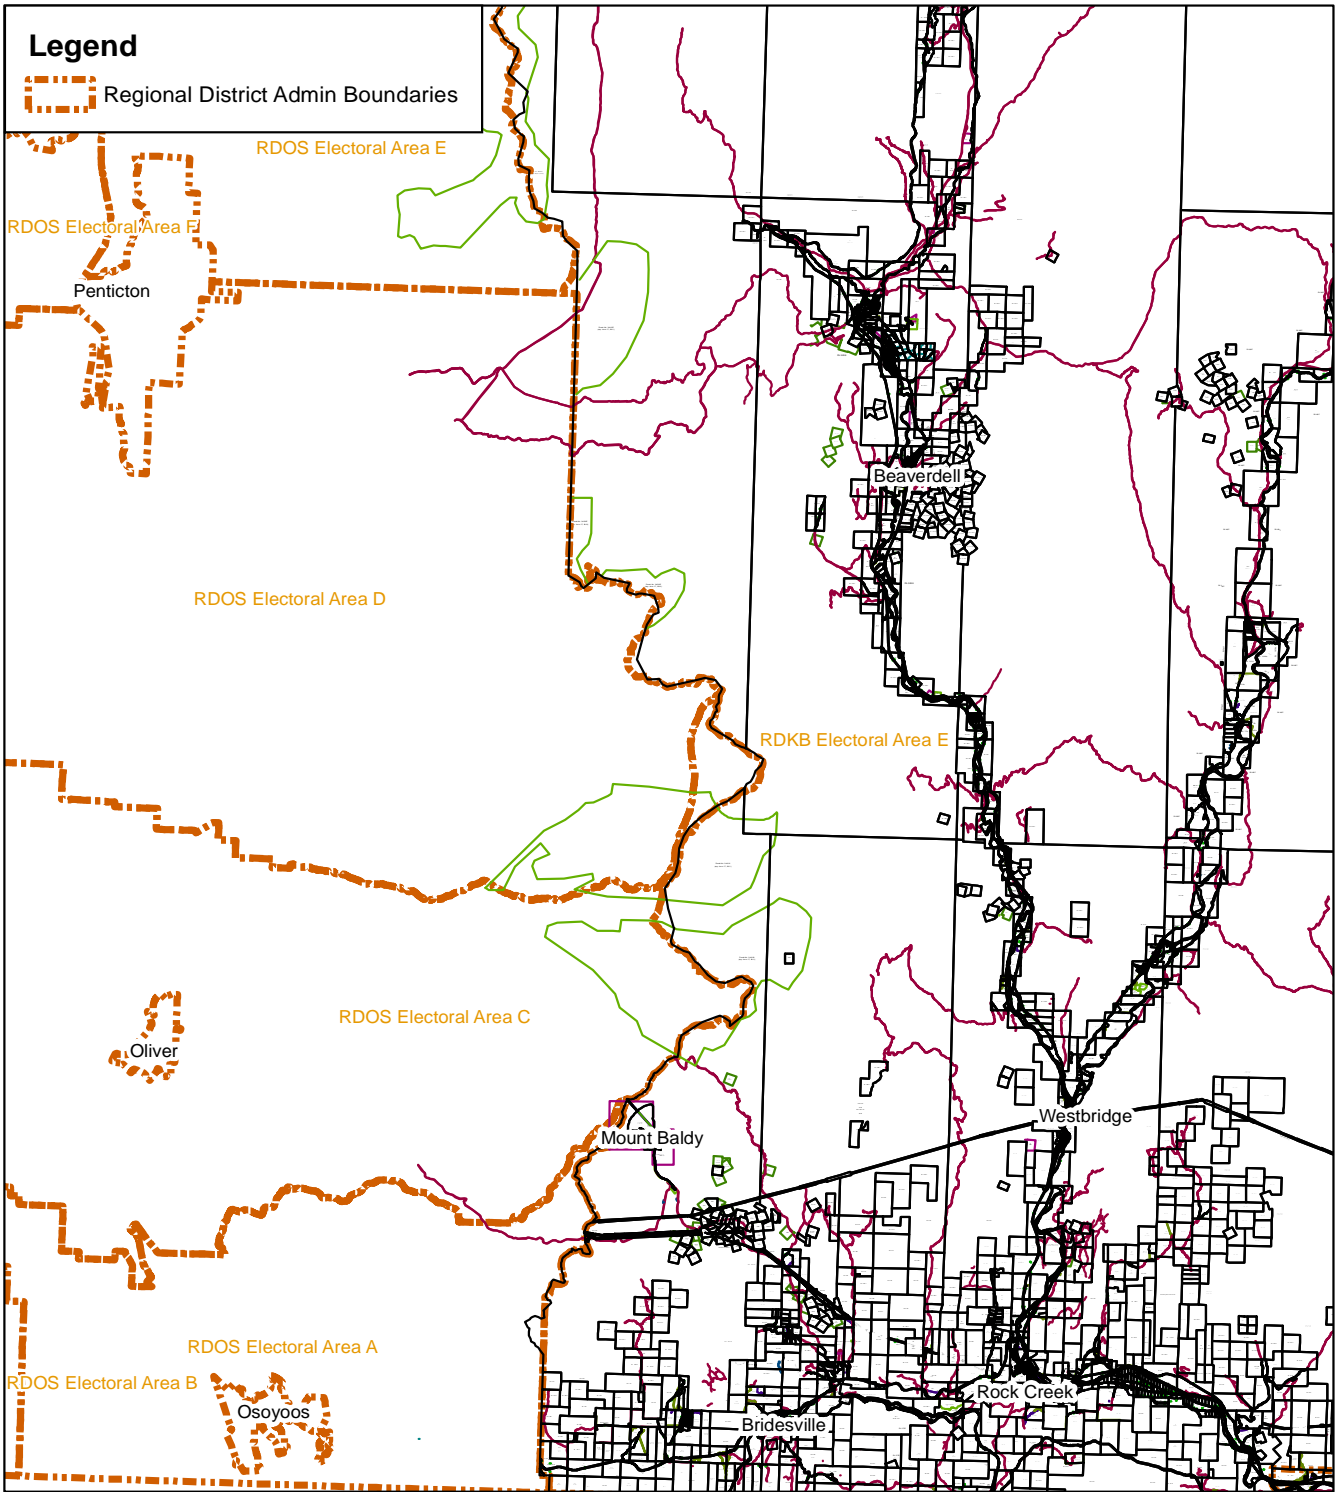 Legend
Regional District Admin Boundaries
RDOS Electoral Area E
RDOS Electoral Area F
Penticton
Beaverdell
RDOS Electoral Area D
RDKB Electoral Area E
RDOS Electoral Area C
Oliver
Westbridge
Mount Baldy
RDOS Electoral Area A
RDOS Electoral Area B
Rock Creek
Osoyoos
Bridesville